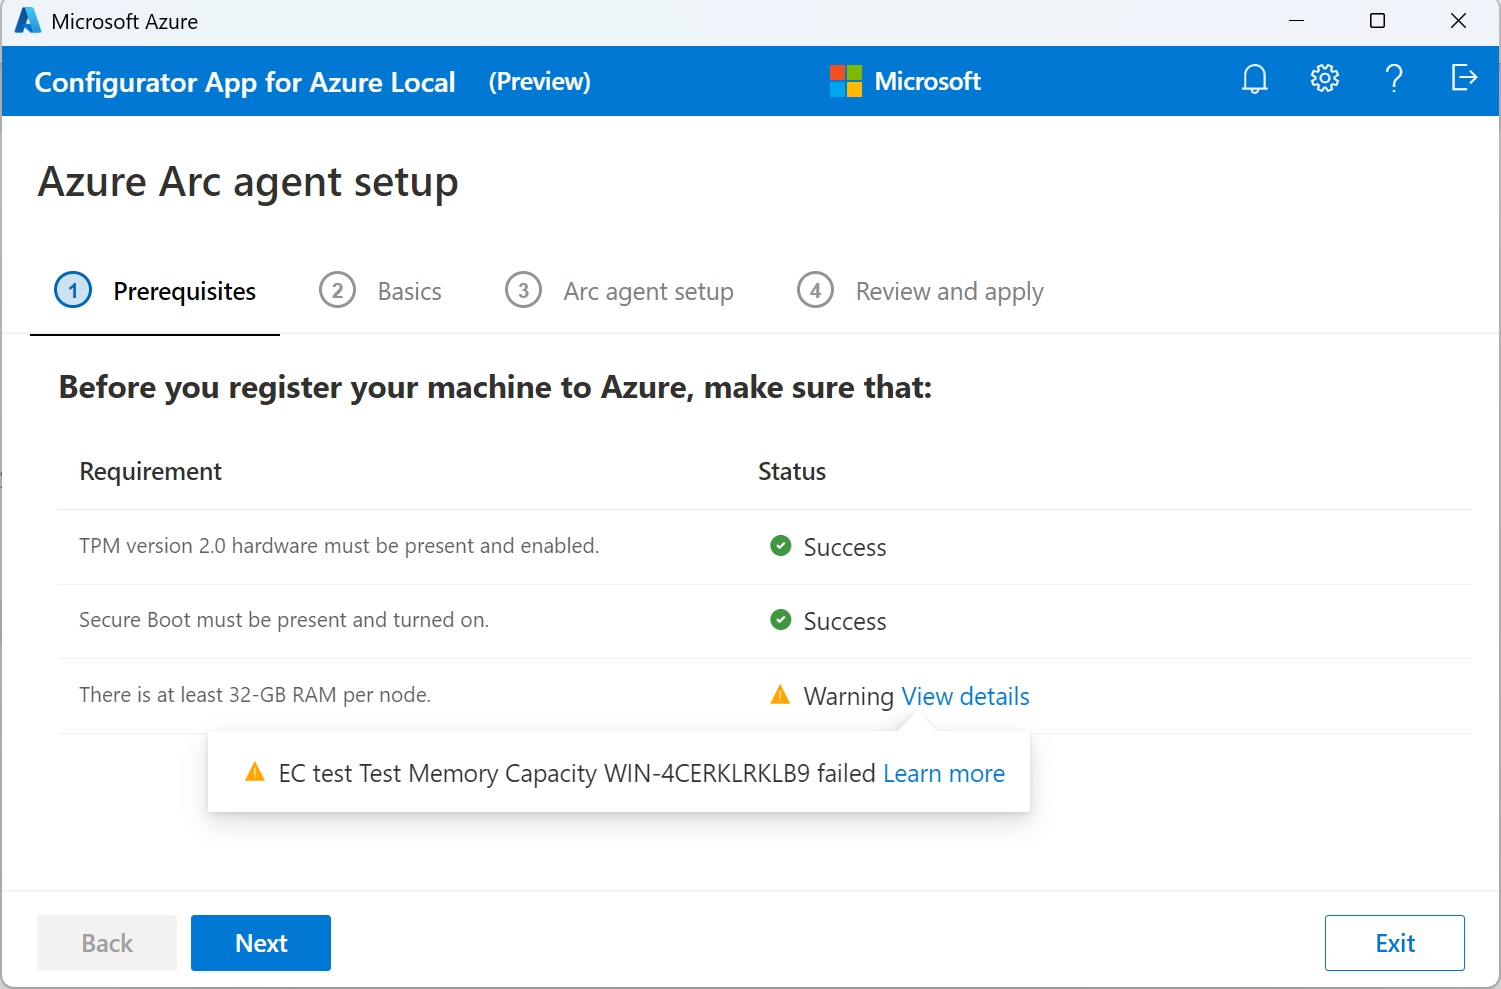 Microsoft Azure
Configurator App for Azure Local (Preview)
Microsoft
Azure Arc agent setup
1 Prerequisites
2 Basics
3 Arc agent setup
4 Review and apply
Before you register your machine to Azure, make sure that:
Requirement Status
TPM version 2.0 hardware must be present and enabled. Success
Secure Boot must be present and turned on. Success
There is at least 32-GB RAM per node. Warning View details
EC test Test Memory Capacity WIN-4CERKLRKLB9 failed Learn more
Back Next Exit